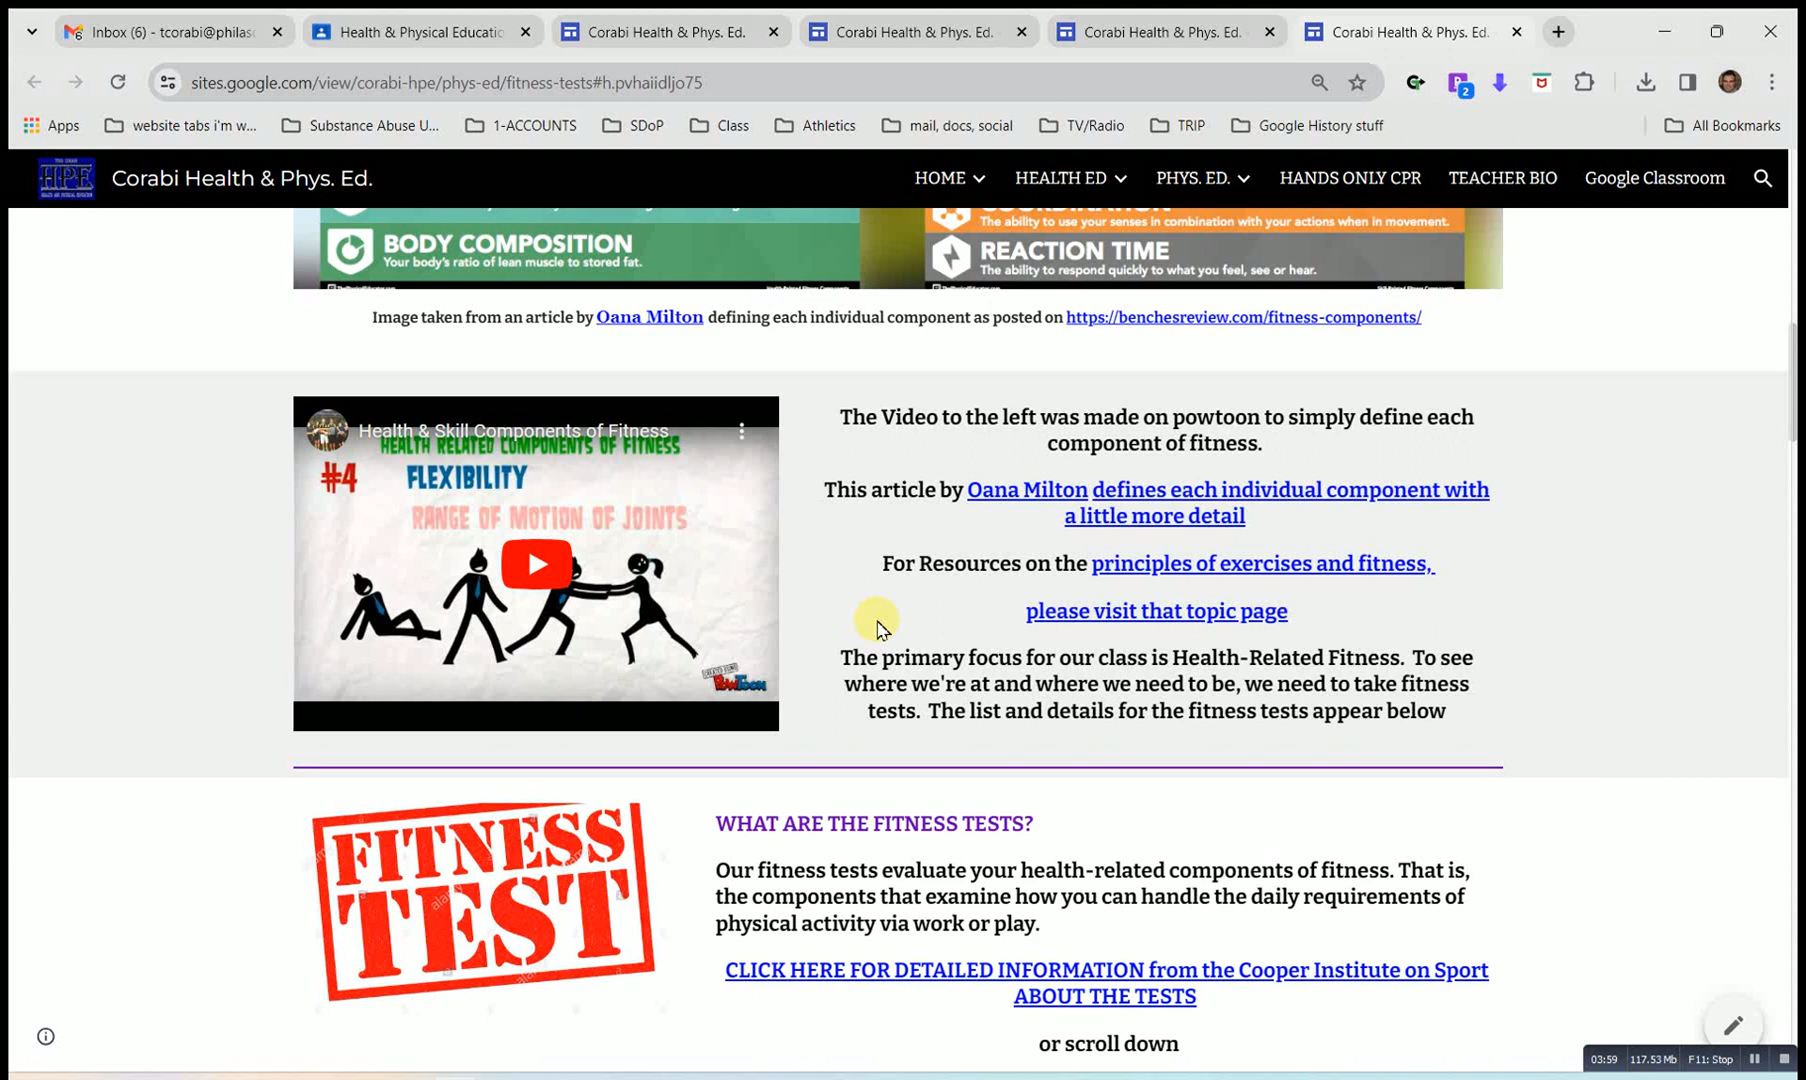 Inbox (6) - tcorabi@philasc
Health & Physical Educatio
Corabi Health & Phys. Ed.
Corabi Health & Phys. Ed.
Corabi Health & Phys. Ed.
Corabi Health & Phys. Ed.
sites.google.com/view/corabi-hpe/phys-ed/fitness-tests#h.pvhaiidljo75
2
Apps
website tabs i'm w...
Substance Abuse U...
1-ACCOUNTS
SDoP
Class
Athletics
mail, docs, social
TV/Radio
TRIP
Google History stuff
All Bookmarks
HPE
Corabi Health & Phys. Ed.
HOME
HEALTH ED
PHYS. ED.
HANDS ONLY CPR
TEACHER BIO
Google Classroom
BODY COMPOSITION
Your body's ratio of lean muscle to stored fat.
COORDINATION
The ability to use your senses in combination with your actions when in movement.
REACTION TIME
The ability to respond quickly to what you feel, see or hear.
Image taken from an article by Oana Milton defining each individual component as posted on https://benchesreview.com/fitness-components/
Health & Skill Components of Fitness
HEALTH RELATED COMPONENTS OF FITNESS
#4 FLEXIBILITY
RANGE OF MOTION OF JOINTS
POWTOON
The Video to the left was made on powtoon to simply define each
component of fitness.
This article by Oana Milton defines each individual component with
a little more detail
For Resources on the principles of exercises and fitness,
please visit that topic page
The primary focus for our class is Health-Related Fitness. To see
where we're at and where we need to be, we need to take fitness
tests. The list and details for the fitness tests appear below
FITNESS
TEST
WHAT ARE THE FITNESS TESTS?
Our fitness tests evaluate your health-related components of fitness. That is,
the components that examine how you can handle the daily requirements of
physical activity via work or play.
CLICK HERE FOR DETAILED INFORMATION from the Cooper Institute on Sport
ABOUT THE TESTS
or scroll down
03:59
117.53 Mb
F11: Stop